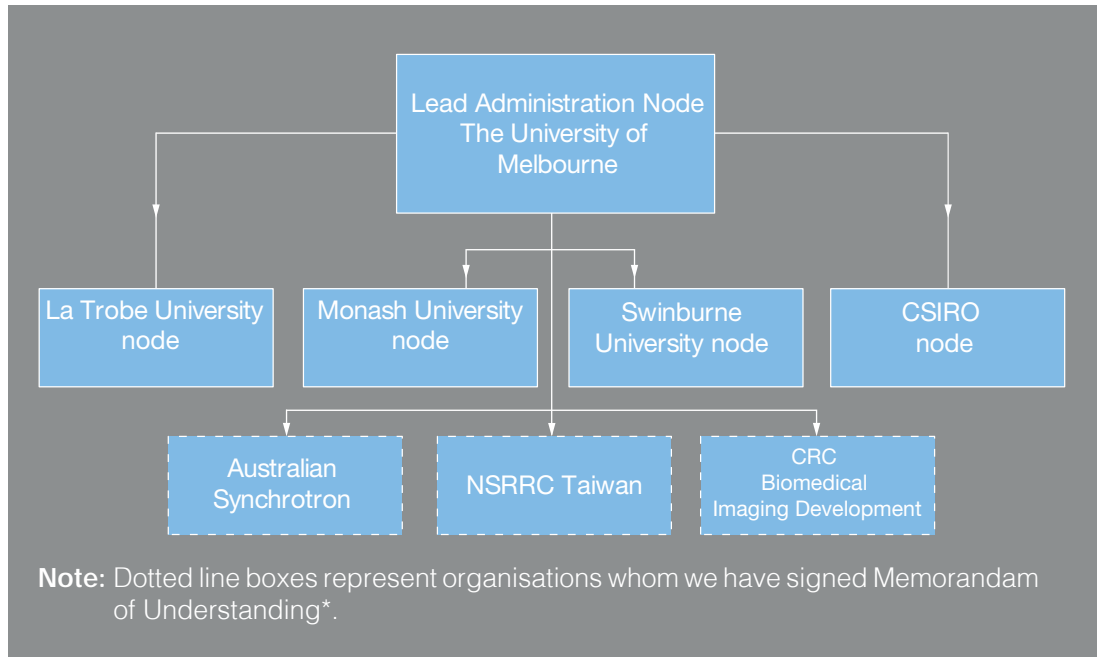 Lead Administration Node
The University of
Melbourne
La Trobe University
node
Monash University
node
Swinburne
University node
CSIRO
node
Australian
Synchrotron
NSRRC Taiwan
CRC
Biomedical
Imaging Development
Note: Dotted line boxes represent organisations whom we have signed Memorandam
of Understanding*.